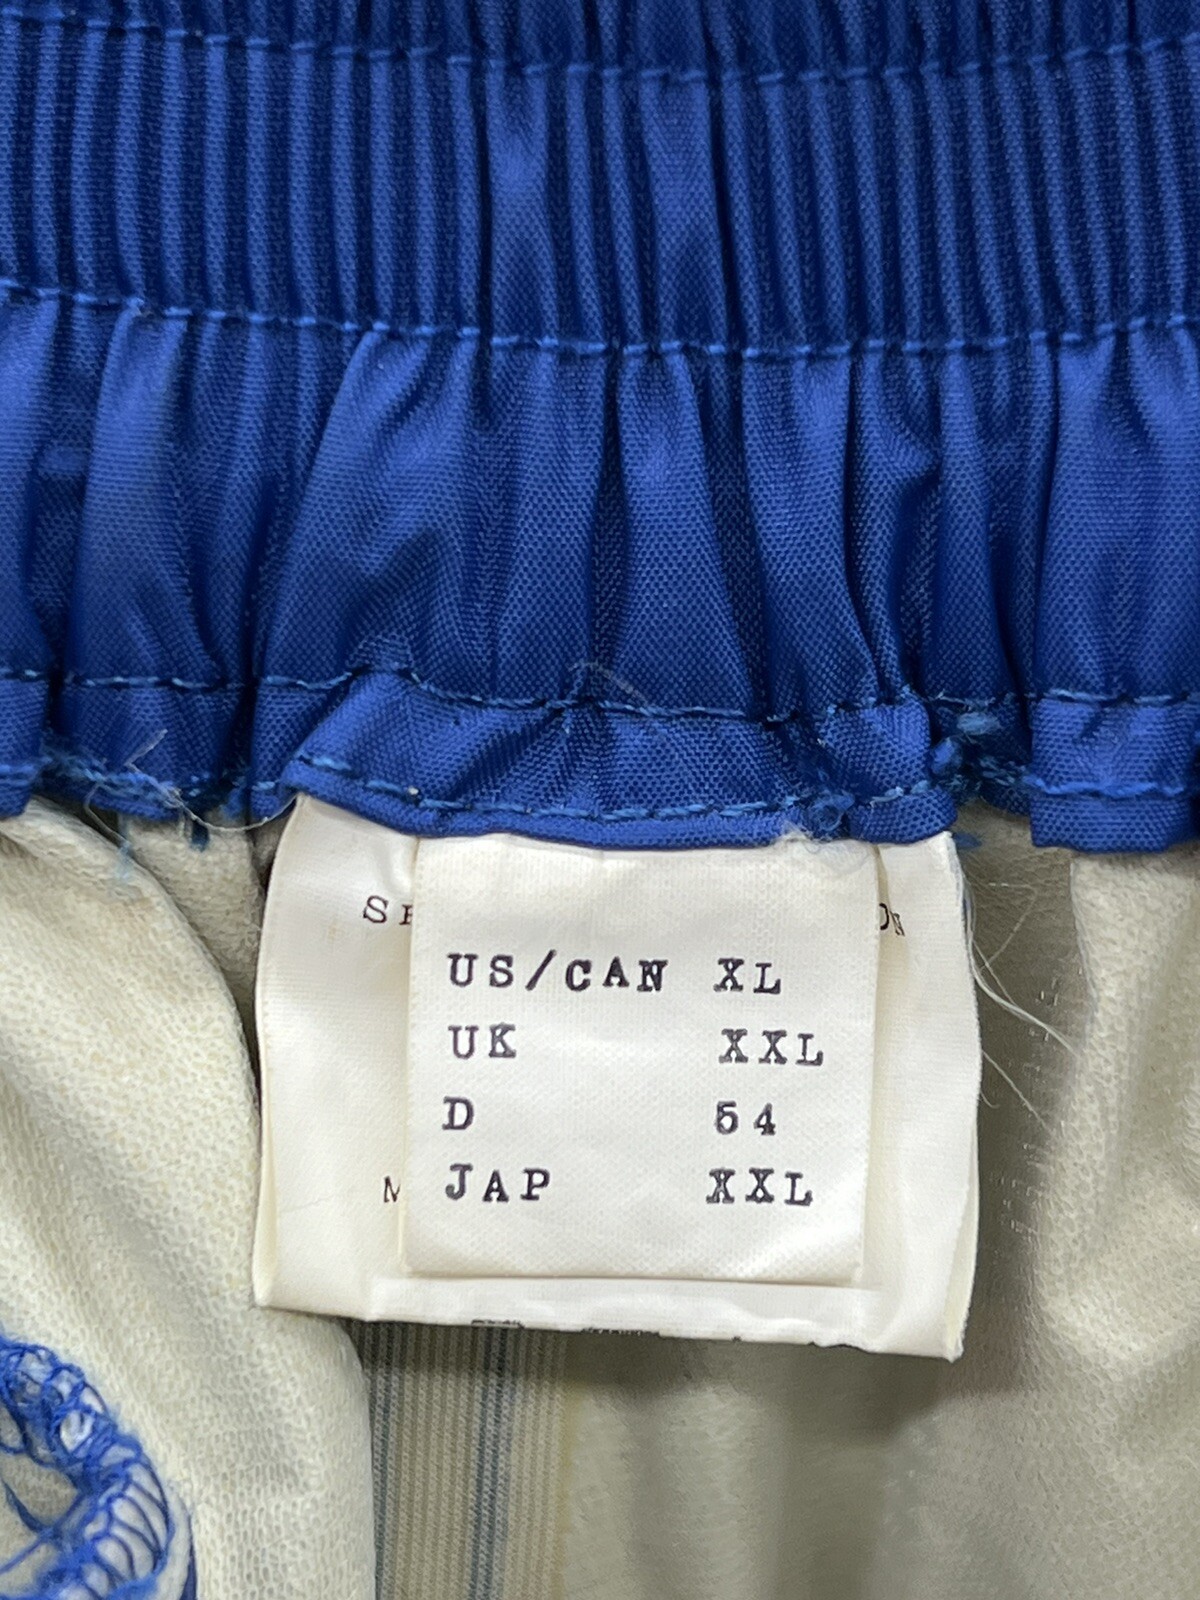 US/CAN XL
UK XXL
D 54
JAP XXL